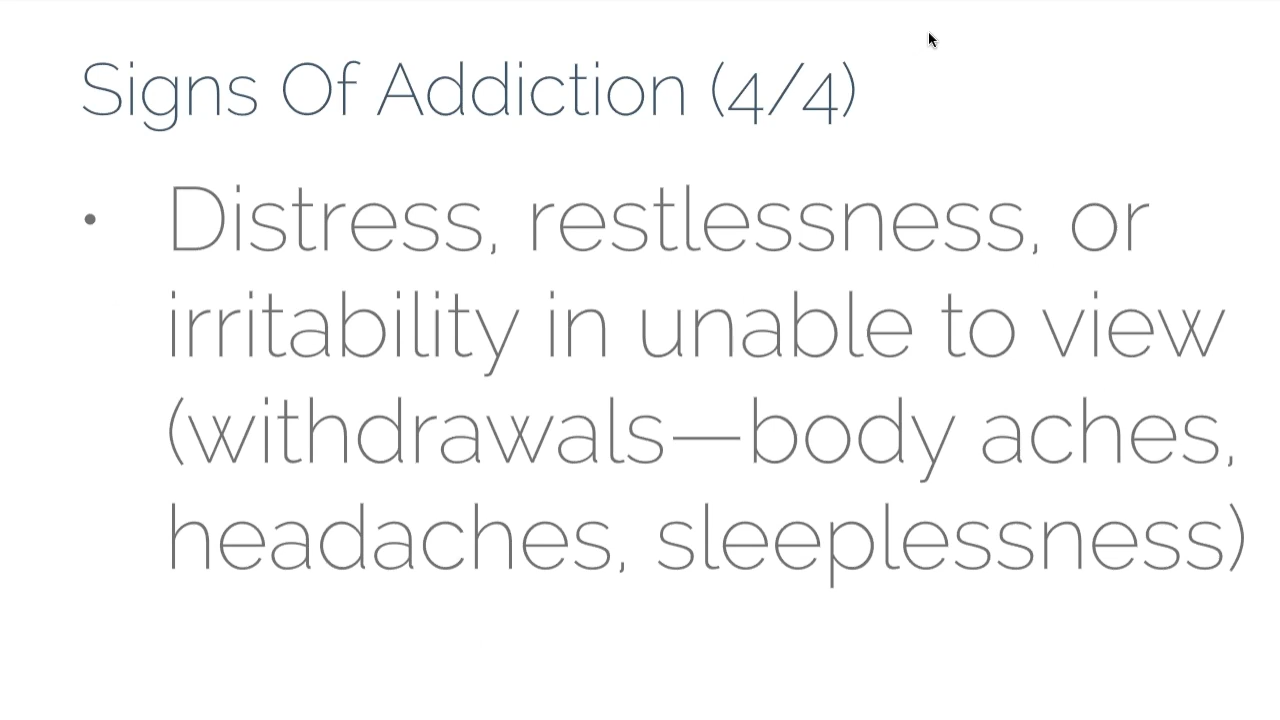 Signs Of Addiction (4/4)
• Distress, restlessness, or
irritability in unable to view
(withdrawals—body aches,
headaches, sleeplessness)